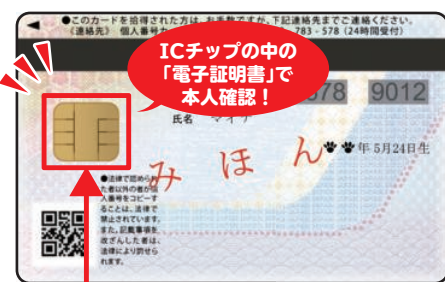 ●このカードを拾得された方は、お手数ですが、下記連絡先までご連絡ください。
《連絡先》 個人番号カ 783-578（24時間受付）
ICチップの中の
「電子証明書」で
本人確認！
5678 9012
氏名
年5月24日生
みほん
●法律で認められ
た者以外の者が個
人番号をコピーす
ることは、法律で
禁止されています。
また、記載事項を
改ざんした者は、
法律により罰せら
れます。